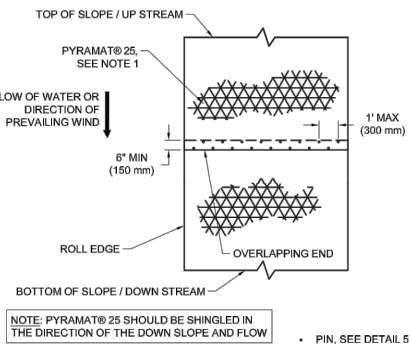 TOP OF SLOPE / UP STREAM
PYRAMAT® 25,
SEE NOTE 1
LOW OF WATER OR
DIRECTION OF
PREVAILING WIND
1' MAX
(300 mm)
6" MIN
(150 mm)
ROLL EDGE
OVERLAPPING END
BOTTOM OF SLOPE / DOWN STREAM
NOTE: PYRAMAT® 25 SHOULD BE SHINGLED IN
THE DIRECTION OF THE DOWN SLOPE AND FLOW
• PIN, SEE DETAIL 5